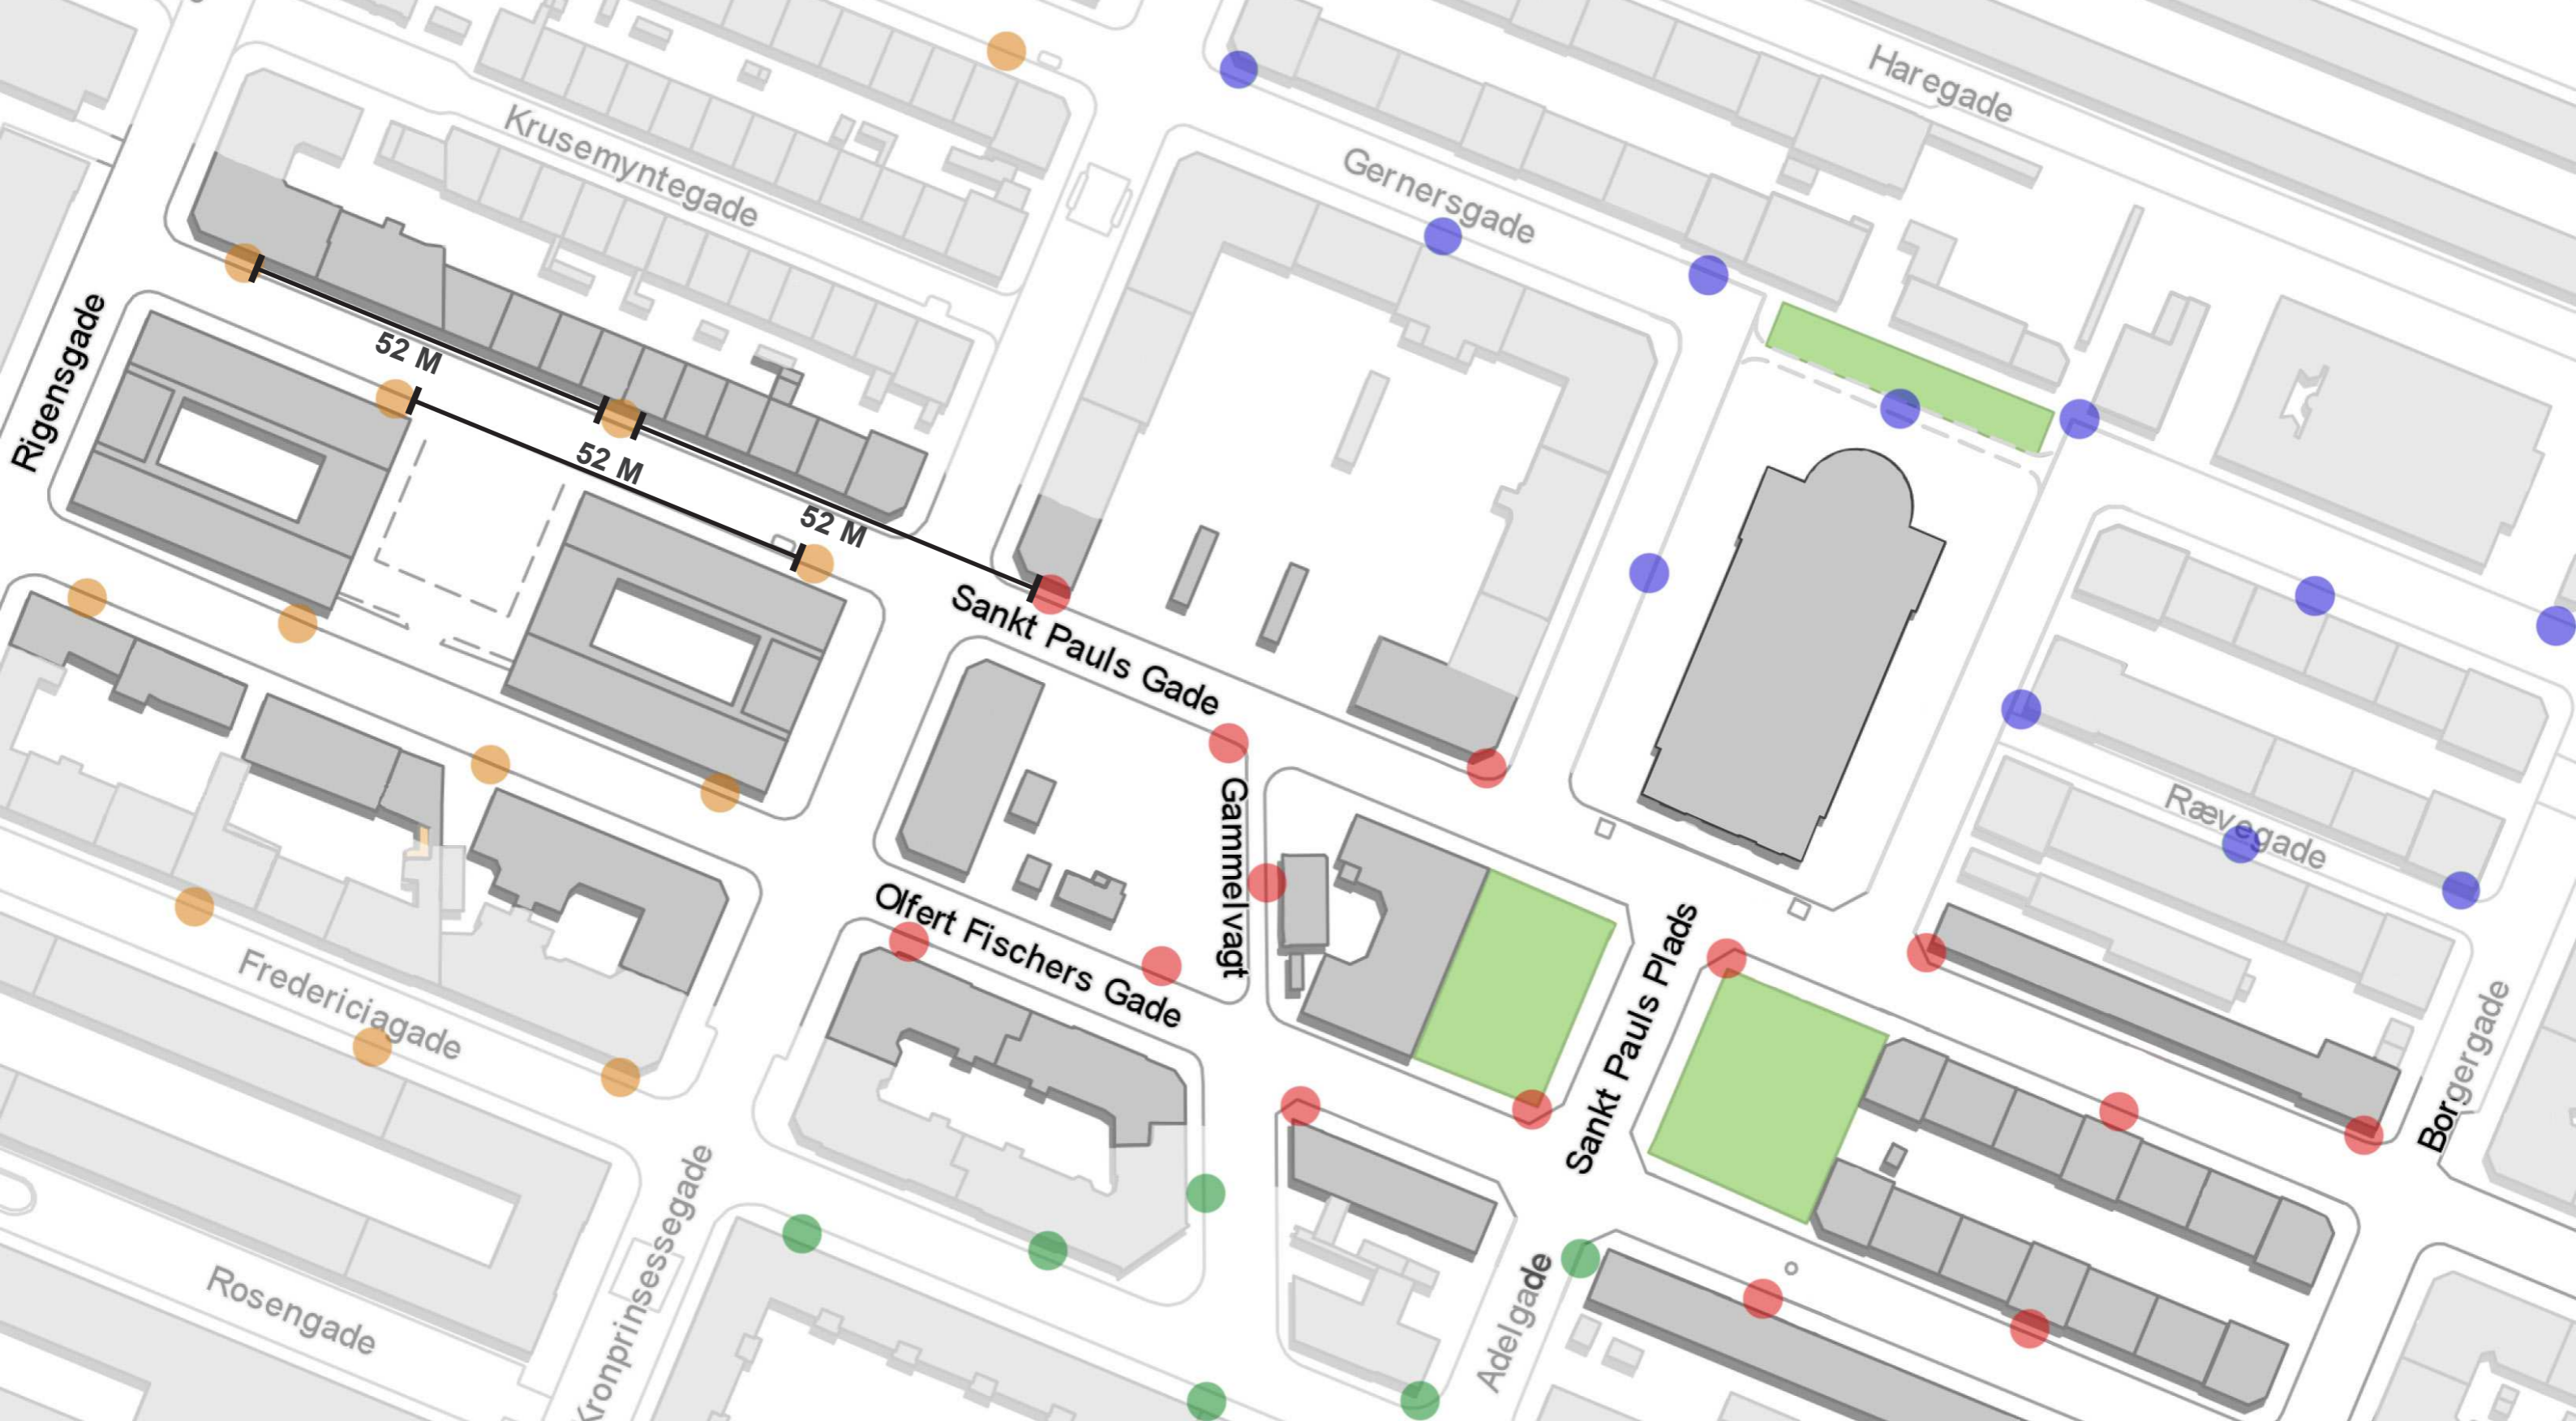 Haregade
Krusemyntegade
Gernersgade
Rigensgade
52 M
52 M
52 M
Sankt Pauls Gade
Gammelvagt
Rævegade
Olfert Fischers Gade
Sankt Pauls Plads
Fredericiagade
Borgergade
Kronprinsessegade
Rosengade
Adelgade